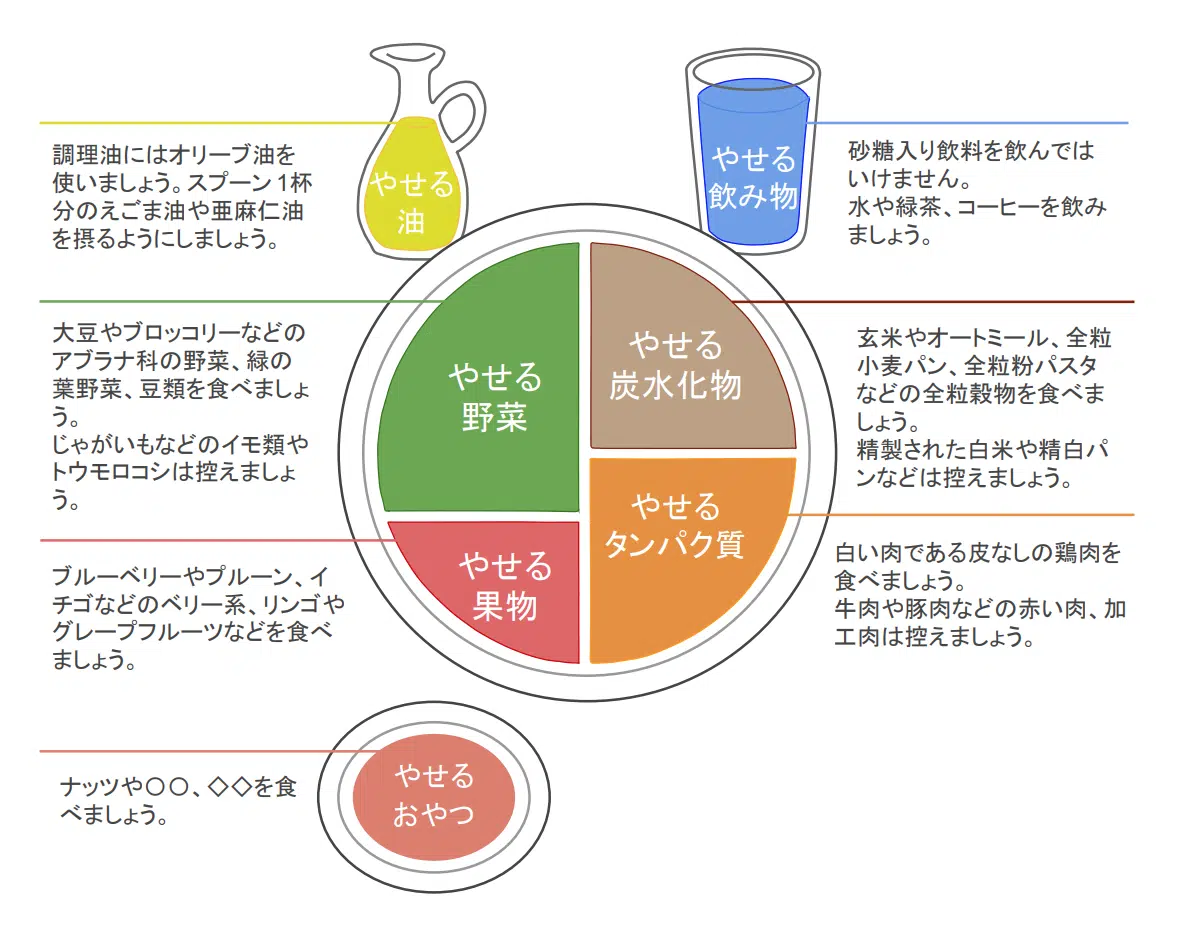 調理油にはオリーブ油を
使いましょう。スプーン1杯
分のえごま油や亜麻仁油
を摂るようにしましょう。
やせる
油
やせる
飲み物
砂糖入り飲料を飲んでは
いけません。
水や緑茶、コーヒーを飲み
ましょう。
大豆やブロッコリーなどの
アブラナ科の野菜、緑の
葉野菜、豆類を食べましょ
う。
じゃがいもなどのイモ類や
トウモロコシは控えましょ
う。
やせる
野菜
やせる
炭水化物
玄米やオートミール、全粒
小麦パン、全粒粉パスタ
などの全粒穀物を食べま
しょう。
精製された白米や精白パ
ンなどは控えましょう。
ブルーベリーやプルーン、イ
チゴなどのベリー系、リンゴや
グレープフルーツなどを食べ
ましょう。
やせる
果物
やせる
タンパク質
白い肉である皮なしの鶏肉を
食べましょう。
牛肉や豚肉などの赤い肉、加
工肉は控えましょう。
ナッツや〇〇、◇◇を食
べましょう。
やせる
おやつ